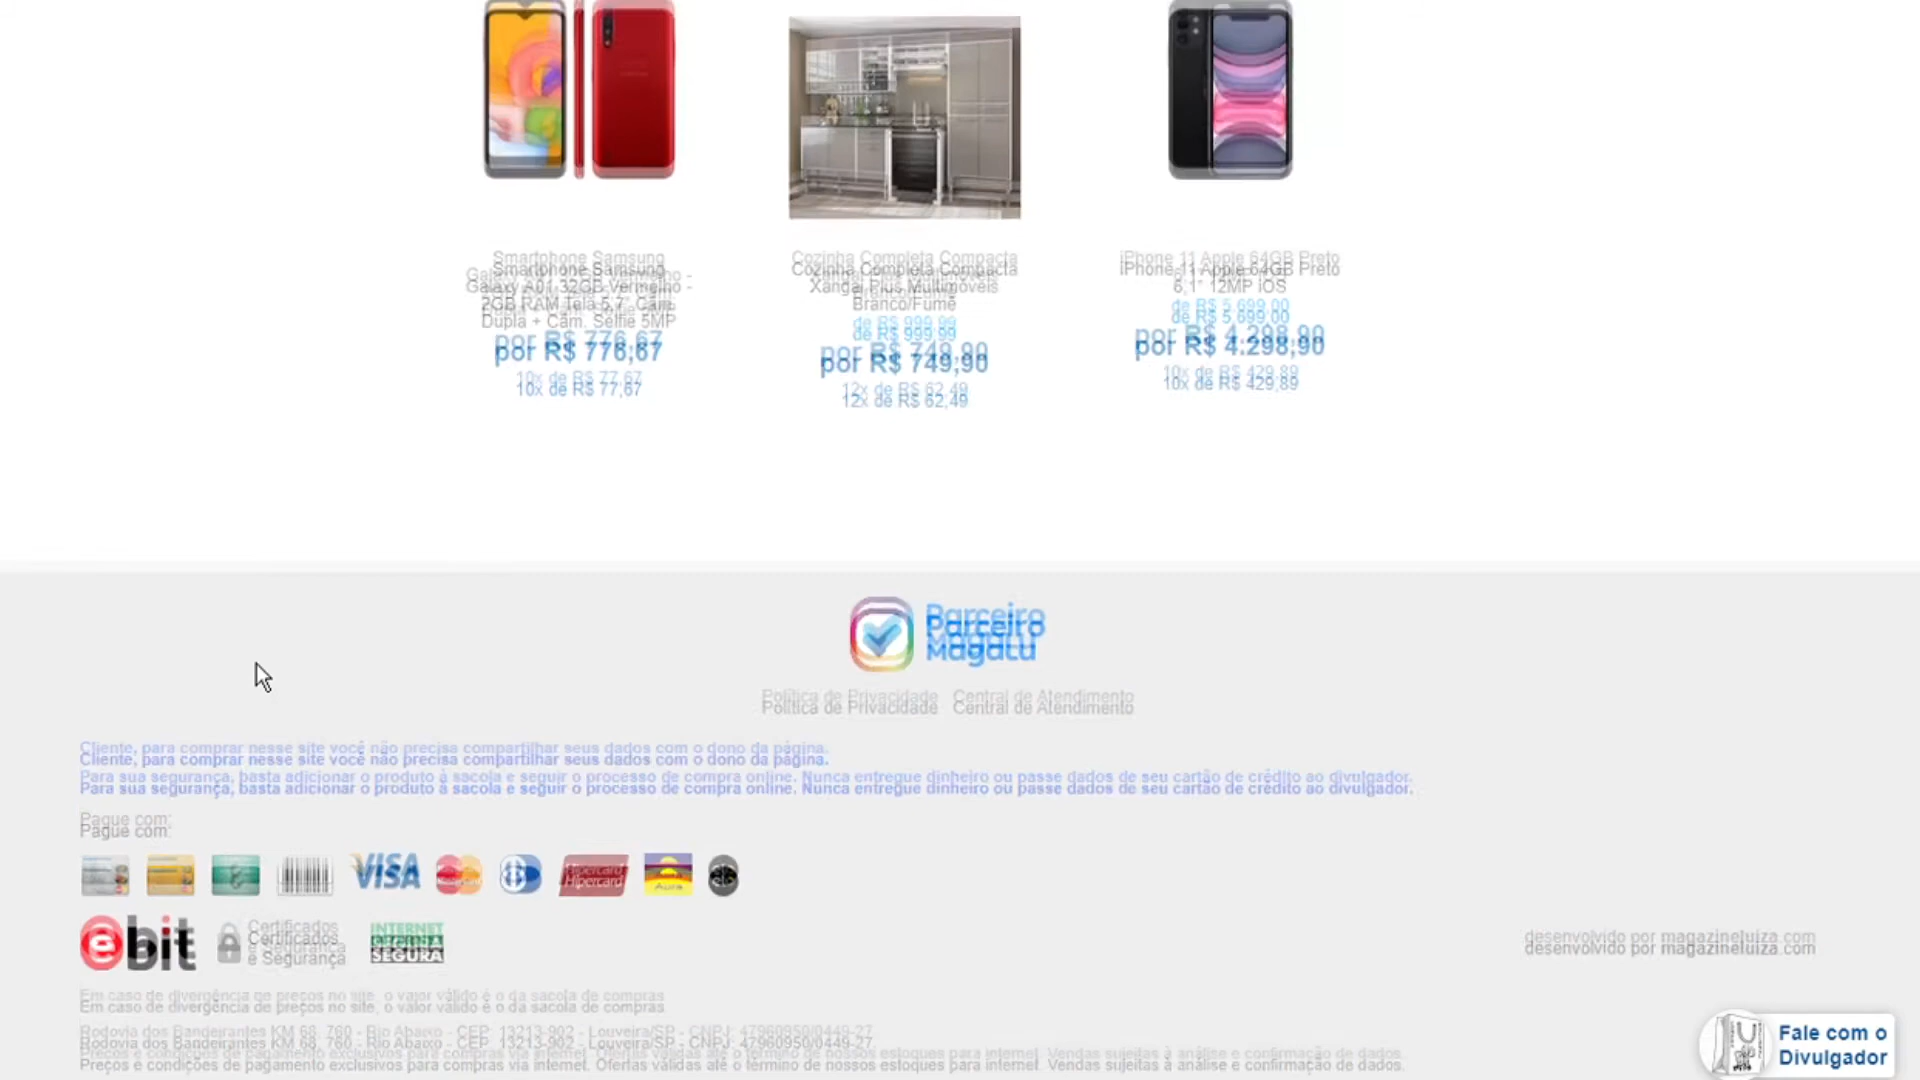 Smartphone Samsung
Galaxy A01 32GB Vermelho -
2GB RAM Tela 5,7" Câm.
Dupla + Câm. Selfie 5MP
por R$ 776,67
10x de R$ 77,67
Cozinha Completa Compacta
Xangai Plus Multimóveis
Branco/Fumê
de R$ 999,99
por R$ 749,90
12x de R$ 62,49
iPhone 11 Apple 64GB Preto
6,1" 12MP iOS
de R$ 5.699,00
por R$ 4.298,90
10x de R$ 429,89
Parceiro
Magalu
Política de Privacidade Central de Atendimento
Cliente, para comprar nesse site você não precisa compartilhar seus dados com o dono da página.
Para sua segurança, basta adicionar o produto à sacola e seguir o processo de compra online. Nunca entregue dinheiro ou passe dados de seu cartão de crédito ao divulgador.
Pague com:
VISA
Hipercard
Aura
elo
ebit
Certificados
e Segurança
INTERNET
SEGURA
desenvolvido por magazineluiza.com
Em caso de divergência de preços no site, o valor válido é o da sacola de compras
Rodovia dos Bandeirantes KM 68, 760 - Rio Abaixo - CEP: 13213-902 - Louveira/SP - CNPJ: 47960950/0449-27
Preços e condições de pagamento exclusivos para compras via internet. Ofertas válidas até o término de nossos estoques para internet. Vendas sujeitas à análise e confirmação de dados.
Fale com o
Divulgador